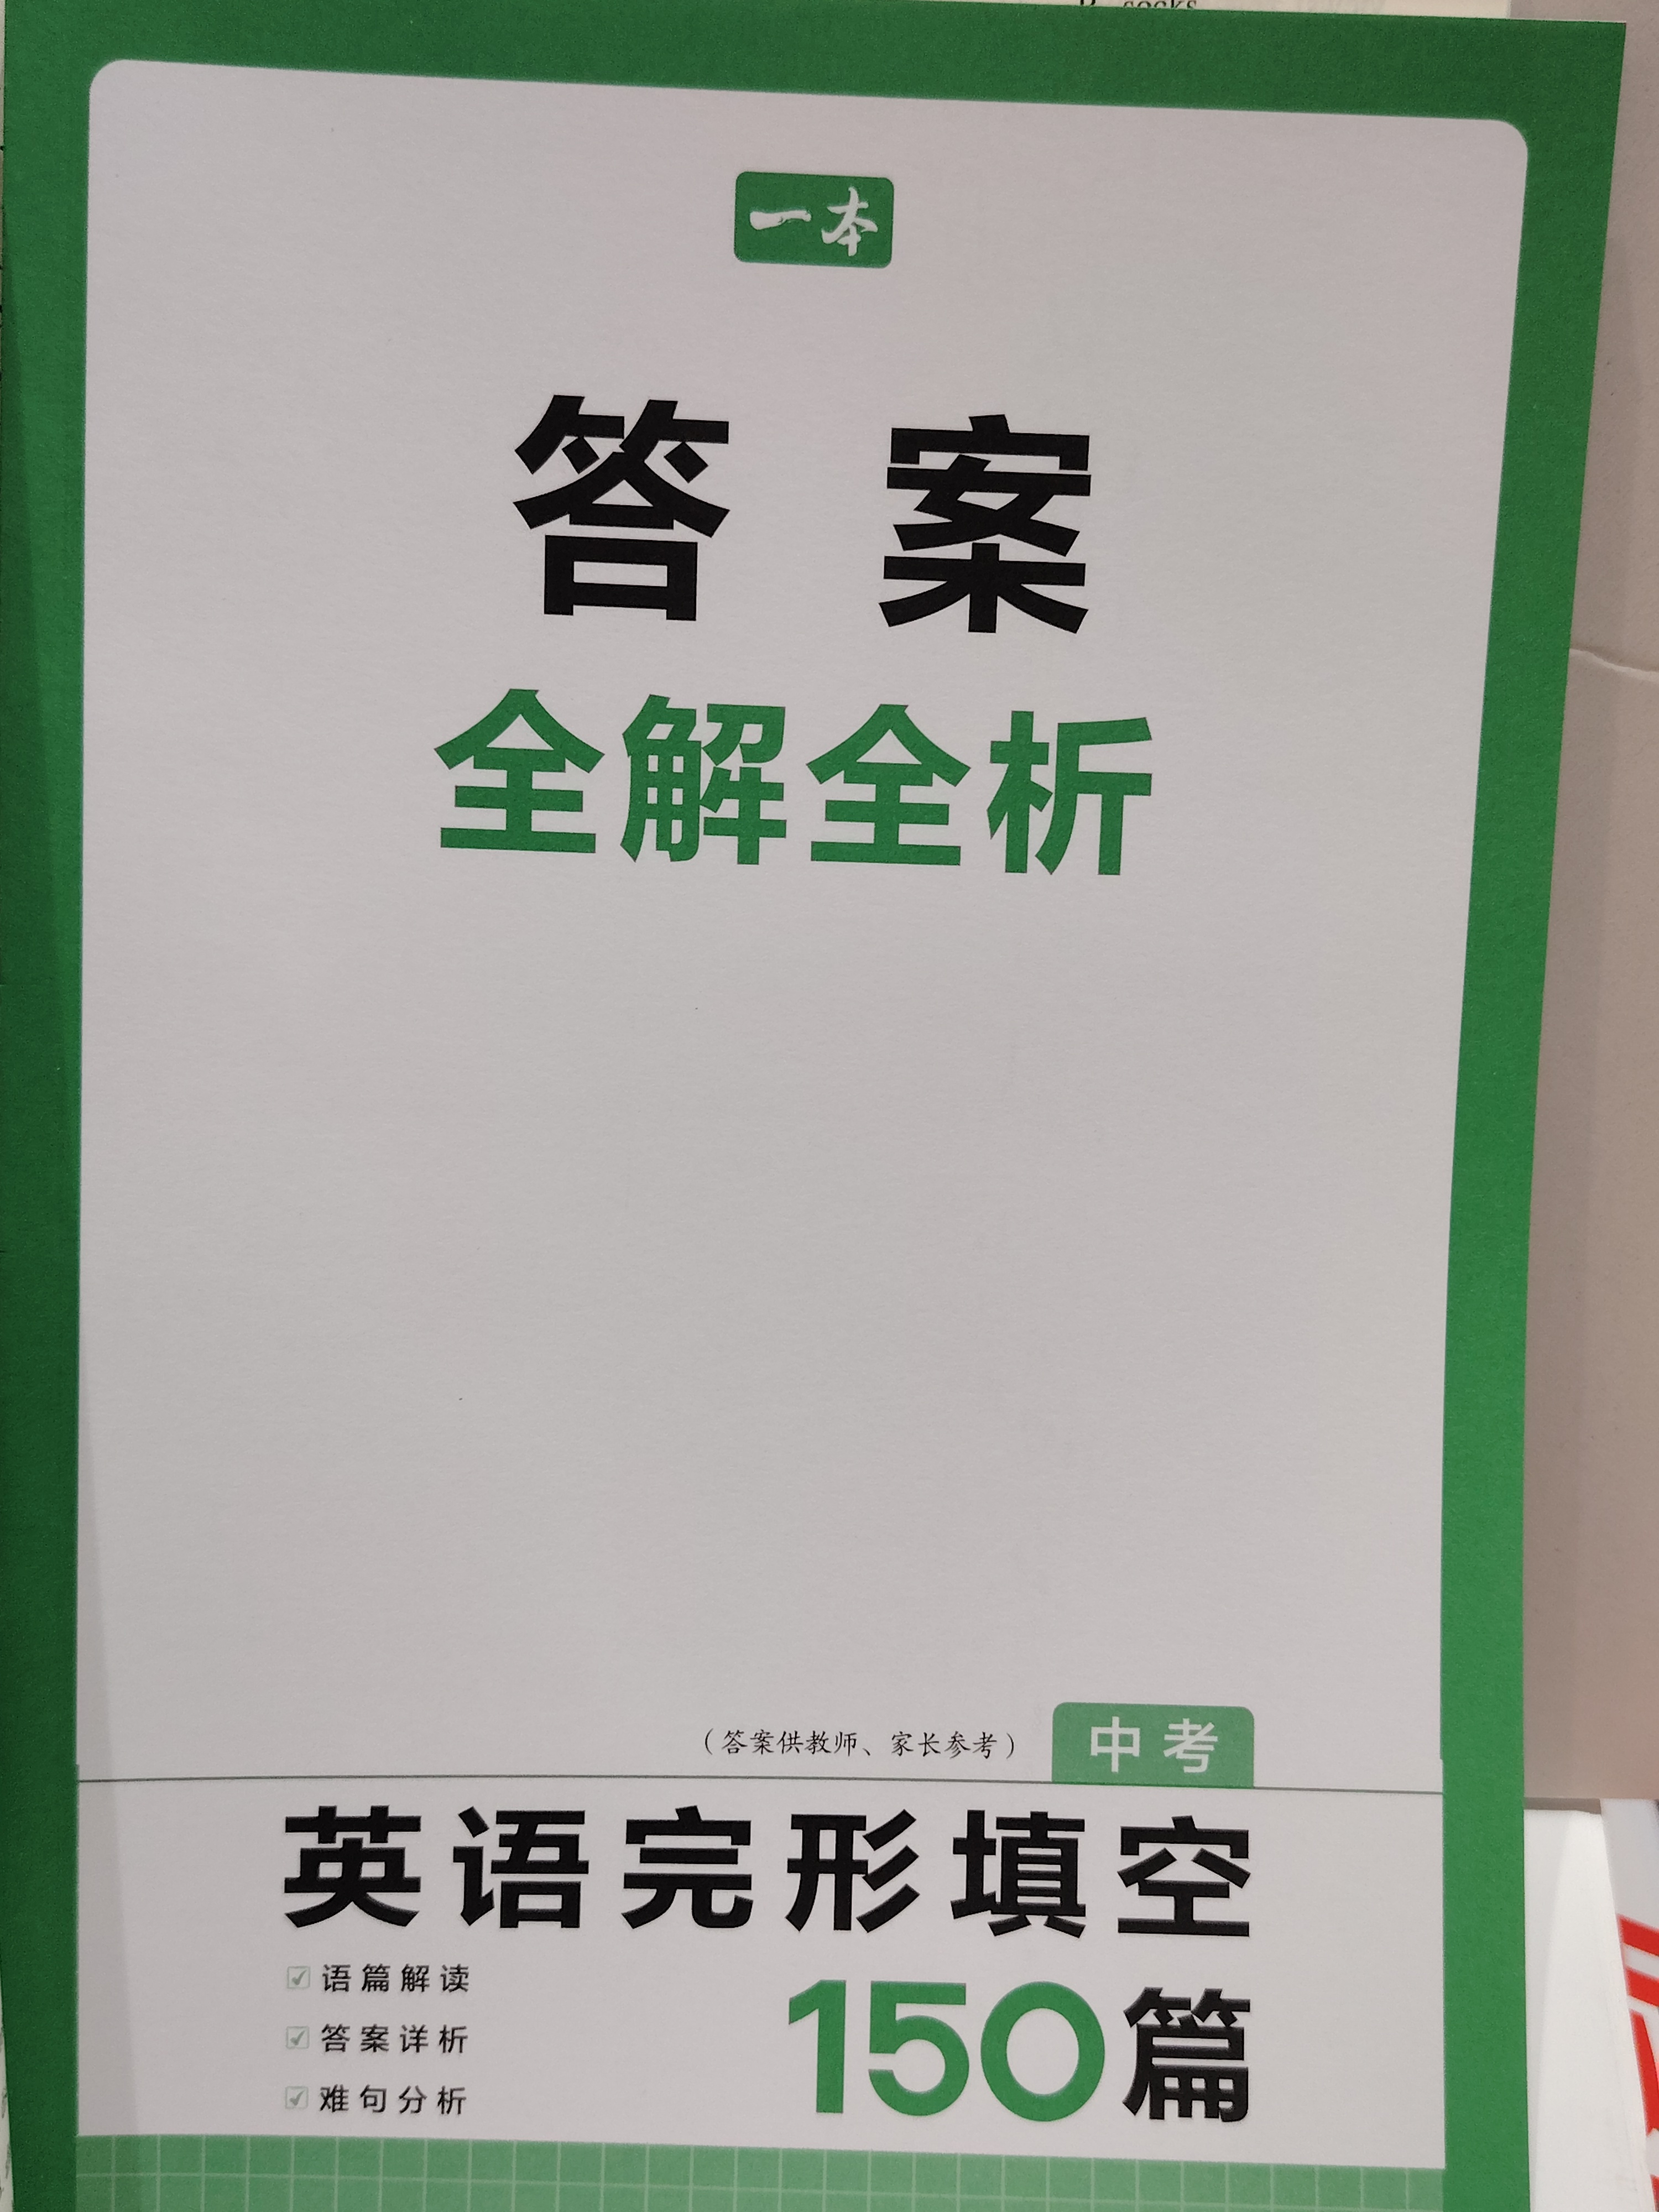 一本
答案
全解全析
(答案供教师、家长参考)
中考
英语完形填空
150篇
语篇解读
答案详析
难句分析